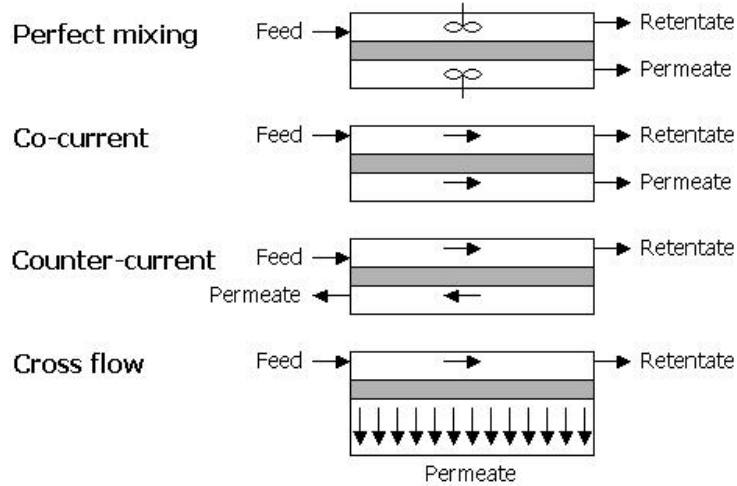 Perfect mixing
Feed
Retentate
Permeate
Co-current
Feed
Retentate
Permeate
Counter-current
Feed
Retentate
Permeate
Cross flow
Feed
Retentate
Permeate